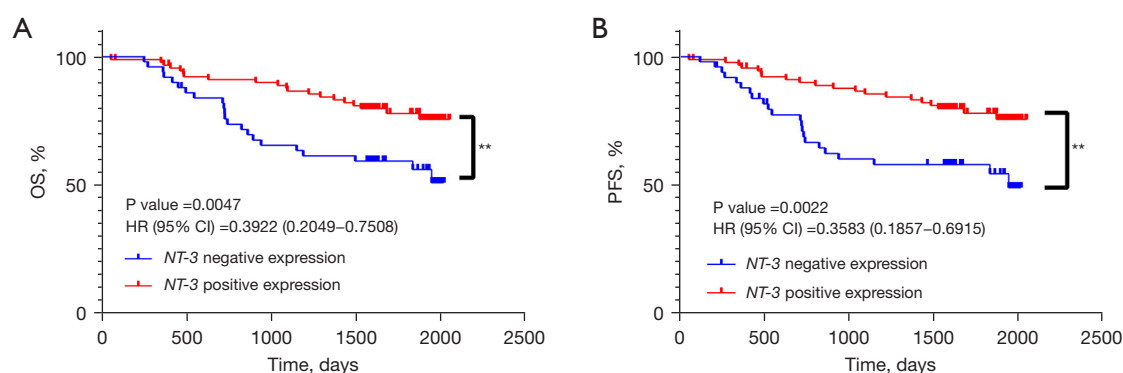 A
100
50
0
OS, %
P value =0.0047
HR (95% CI) =0.3922 (0.2049−0.7508)
NT-3 negative expression
NT-3 positive expression
**
0 500 1000 1500 2000 2500
Time, days
B
100
50
0
PFS, %
P value =0.0022
HR (95% CI) =0.3583 (0.1857−0.6915)
NT-3 negative expression
NT-3 positive expression
**
0 500 1000 1500 2000 2500
Time, days